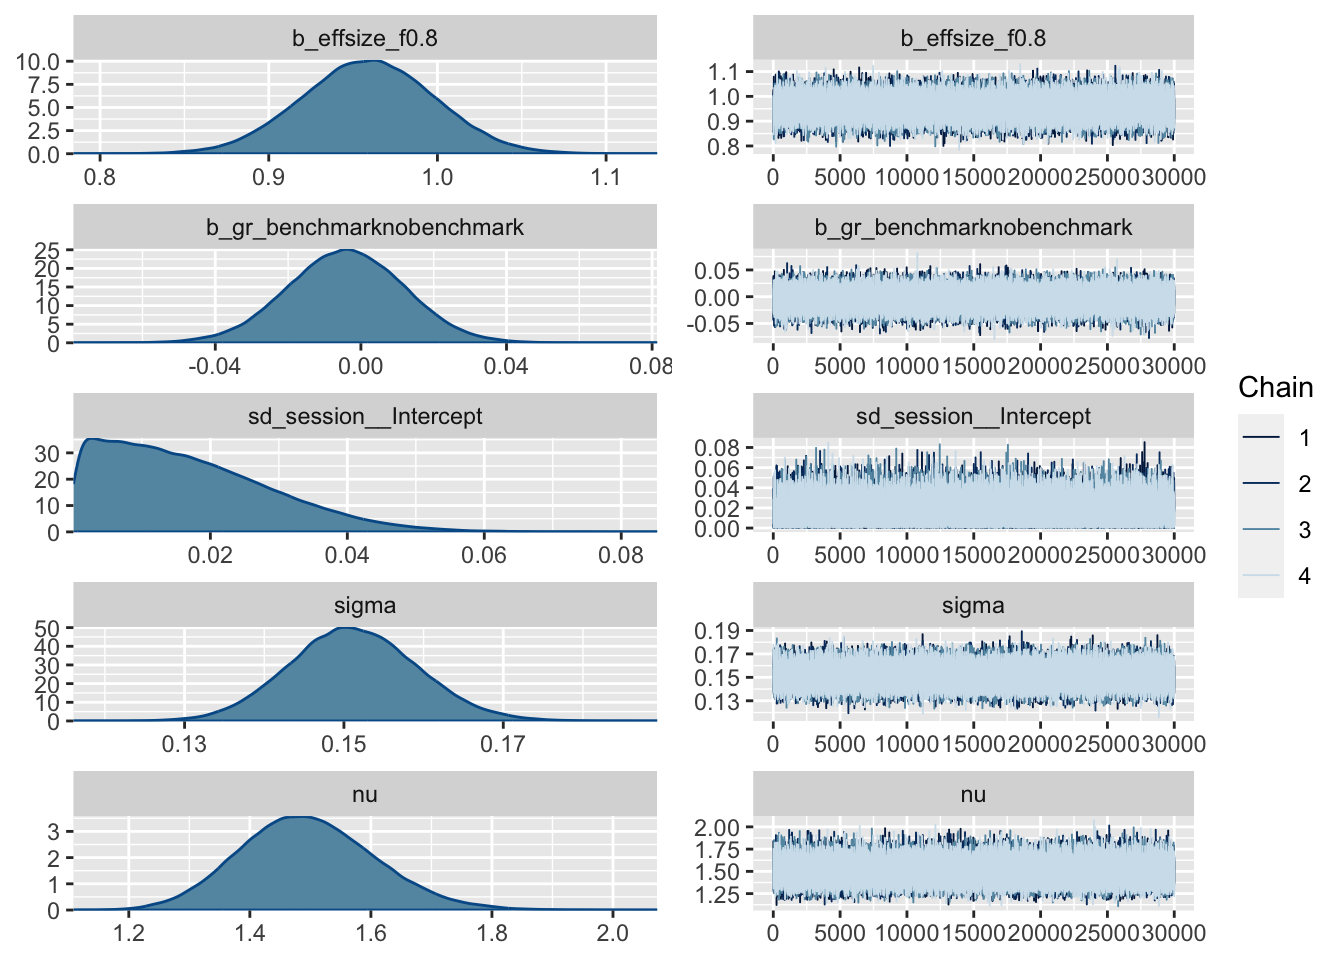 b_effsize_f0.8
10.0
7.5
5.0
2.5
0.0
0.8 0.9 1.0 1.1
b_effsize_f0.8
1.1
1.0
0.9
0.8
0 5000 10000 15000 20000 25000 30000
b_gr_benchmarknobenchmark
25
20
15
10
5
0
-0.04 0.00 0.04 0.08
b_gr_benchmarknobenchmark
0.05
0.00
-0.05
0 5000 10000 15000 20000 25000 30000
sd_session__Intercept
30
20
10
0
0.02 0.04 0.06 0.08
sd_session__Intercept
0.08
0.06
0.04
0.02
0.00
0 5000 10000 15000 20000 25000 30000
sigma
50
40
30
20
10
0
0.13 0.15 0.17
sigma
0.19
0.17
0.15
0.13
0 5000 10000 15000 20000 25000 30000
nu
3
2
1
0
1.2 1.4 1.6 1.8 2.0
nu
2.00
1.75
1.50
1.25
0 5000 10000 15000 20000 25000 30000
Chain
1
2
3
4